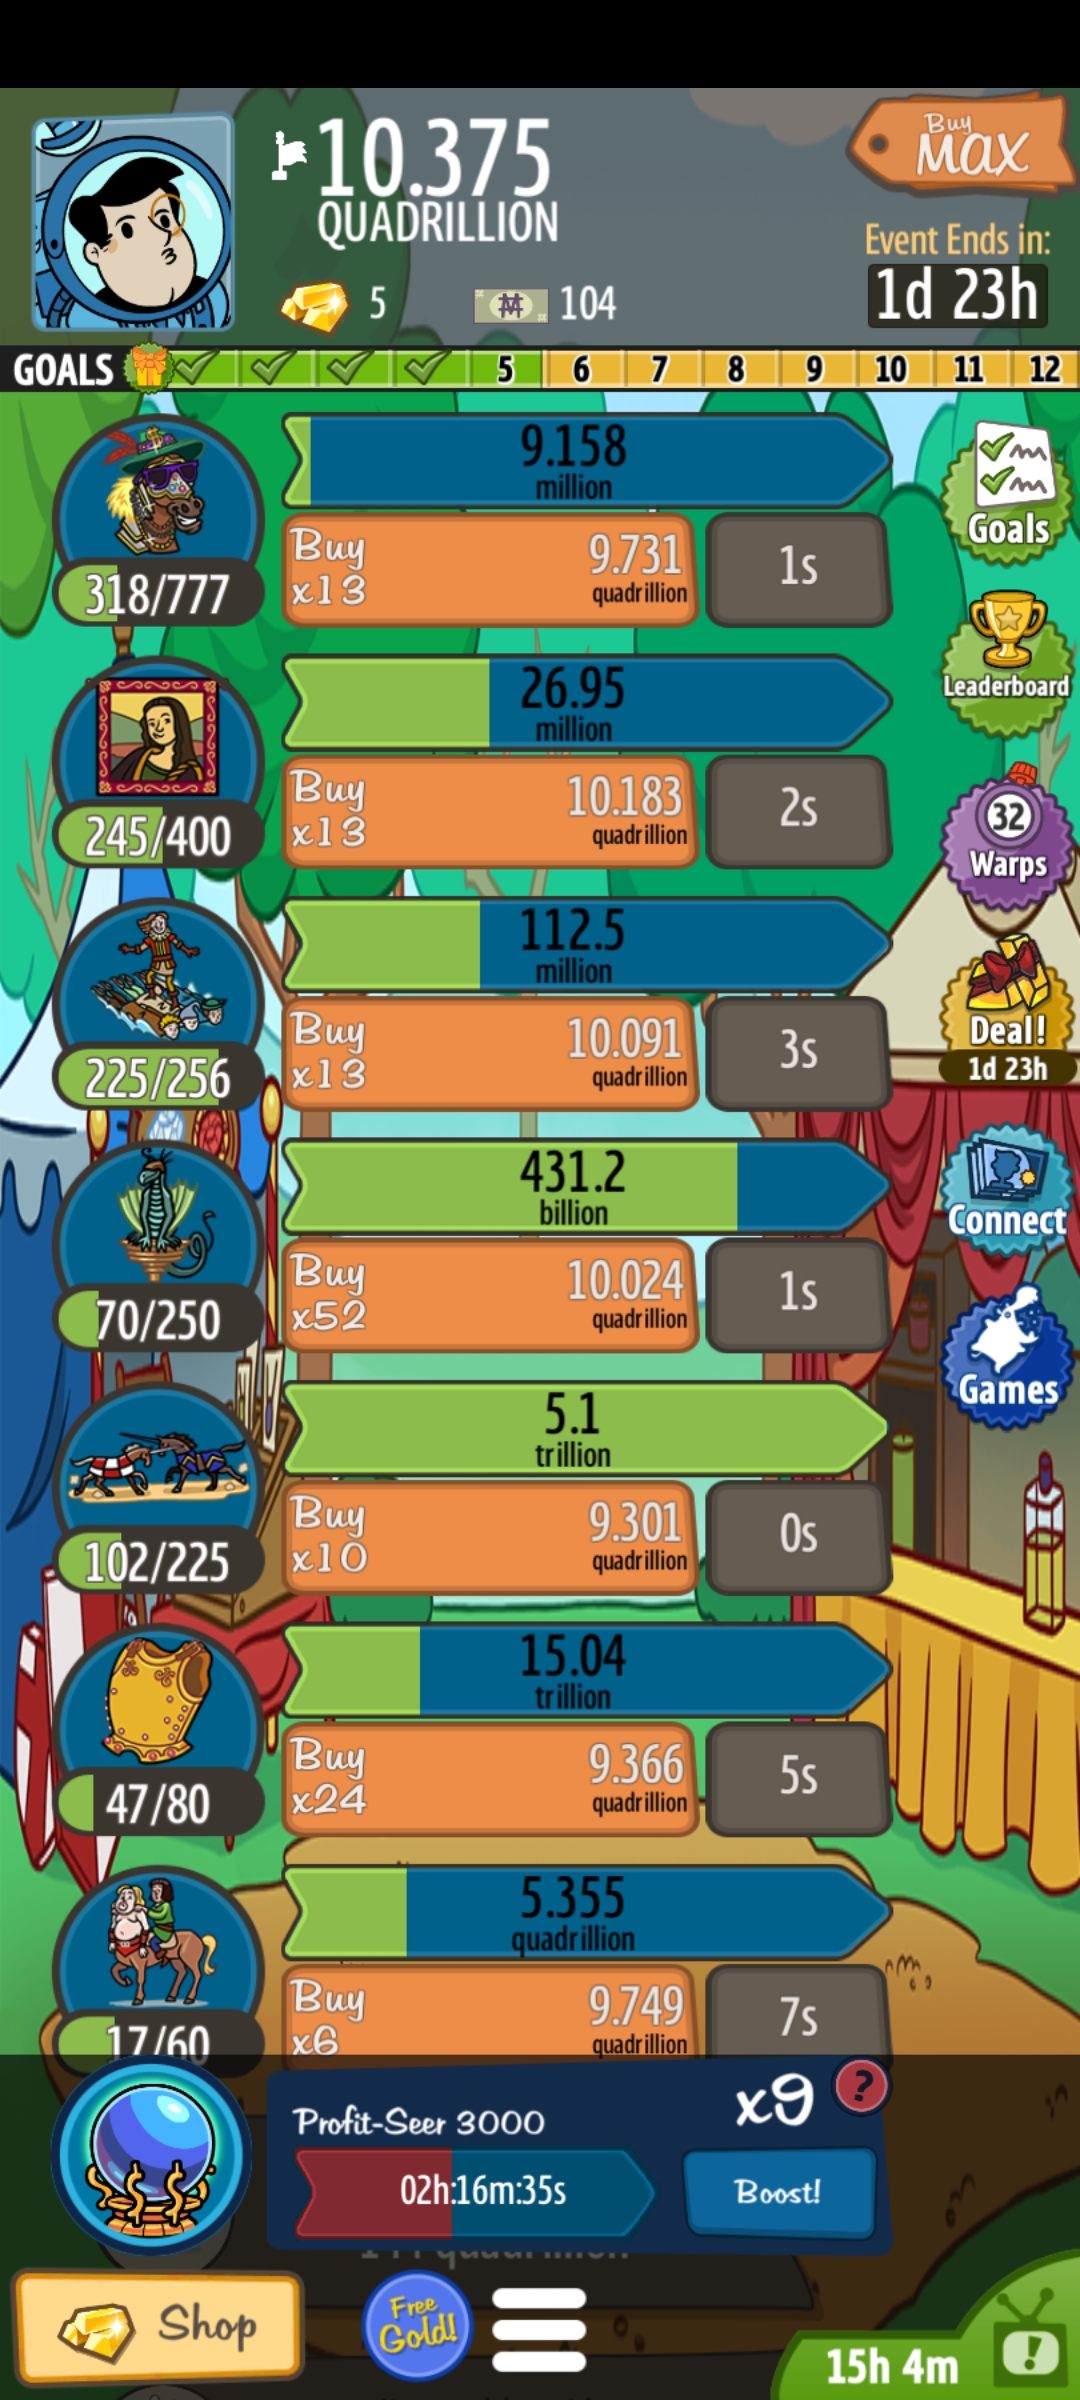 10.375
QUADRILLION
Buy
MAX
Event Ends in:
1d 23h
5
104
GOALS 5 6 7 8 9 10 11 12
9.158
million
318/777
Buy
x13
9.731
quadrillion
1s
Goals
Leaderboard
26.95
million
245/400
Buy
x13
10.183
quadrillion
2s
32
Warps
112.5
million
225/256
Buy
x13
10.091
quadrillion
3s
Deal!
1d 23h
431.2
billion
70/250
Buy
x52
10.024
quadrillion
1s
Connect
Games
5.1
trillion
102/225
Buy
x10
9.301
quadrillion
0s
15.04
trillion
47/80
Buy
x24
9.366
quadrillion
5s
5.355
quadrillion
17/60
Buy
x6
9.749
quadrillion
7s
Profit-Seer 3000
x9
?
02h:16m:35s
Boost!
Shop
Free
Gold!
15h 4m
!